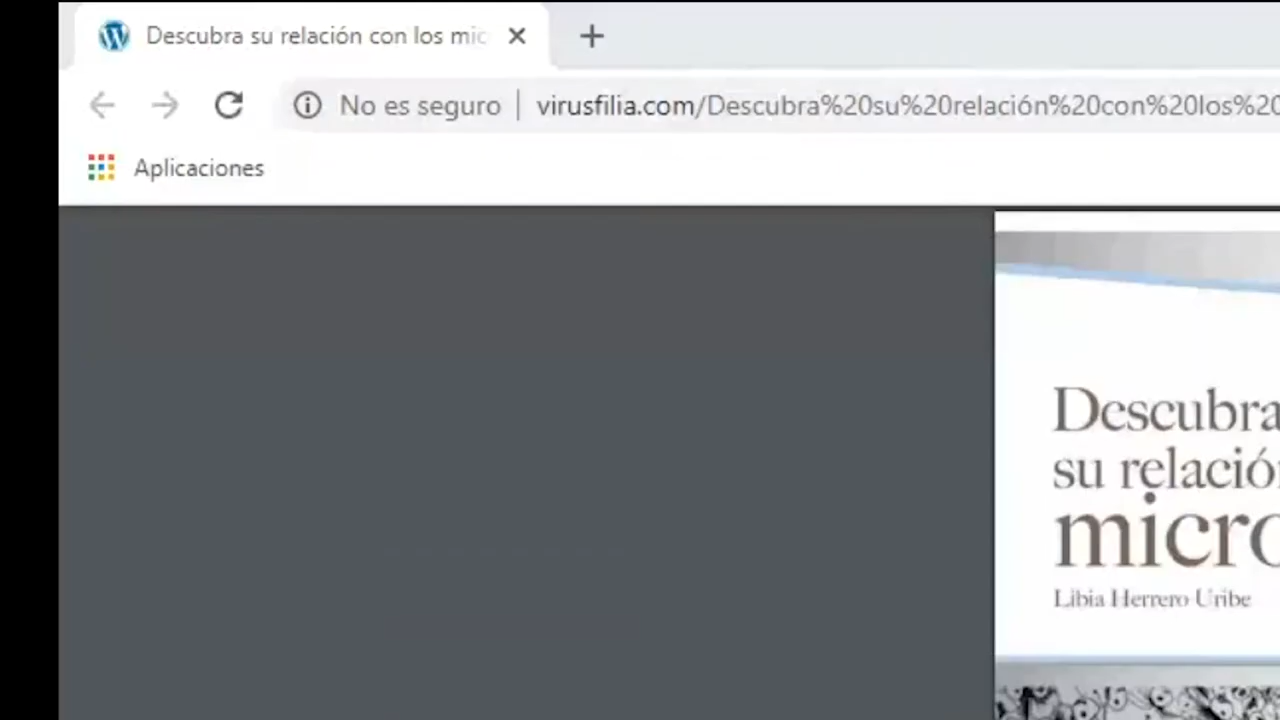 Descubra su relación con los mic
No es seguro | virusfilia.com/Descubra%20su%20relación%20con%20los%20
Aplicaciones
Descubra
su relación
micro
Libia Herrero Uribe